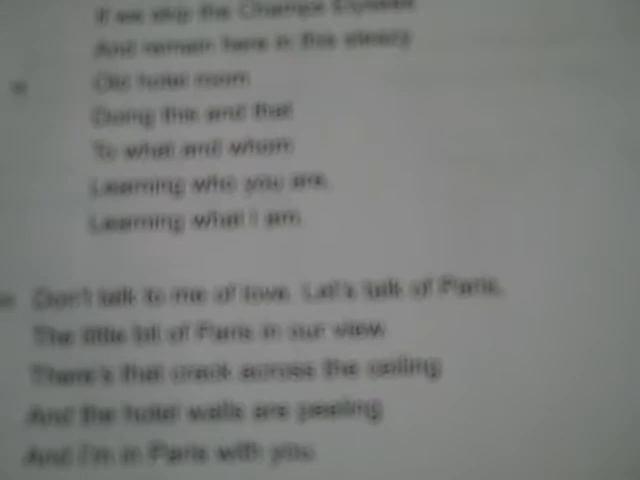 If we skip the Champs Elysées
And remain here in this sleazy
Old hotel room
Doing this and that
To what and whom
Learning who you are,
Learning what I am.
Don't talk to me of love. Let's talk of Paris,
The little bit of Paris in our view.
There's that crack across the ceiling
And the hotel walls are peeling
And I'm in Paris with you.